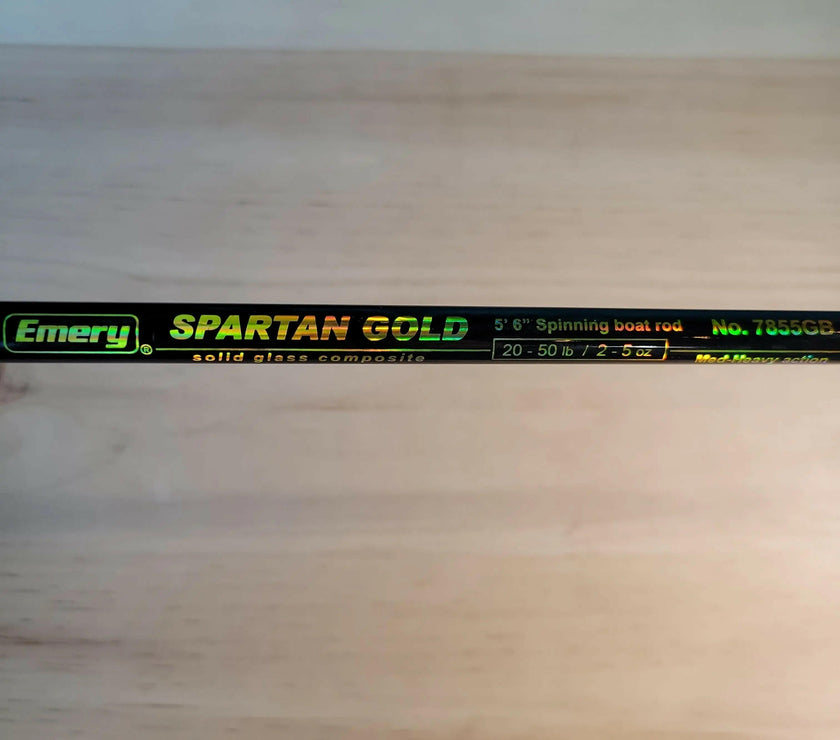 Emery®
SPARTAN GOLD
solid glass composite
5' 6" Spinning boat rod
20 - 50 lb / 2 - 5 oz
No. 7855GB
Med-Heavy action